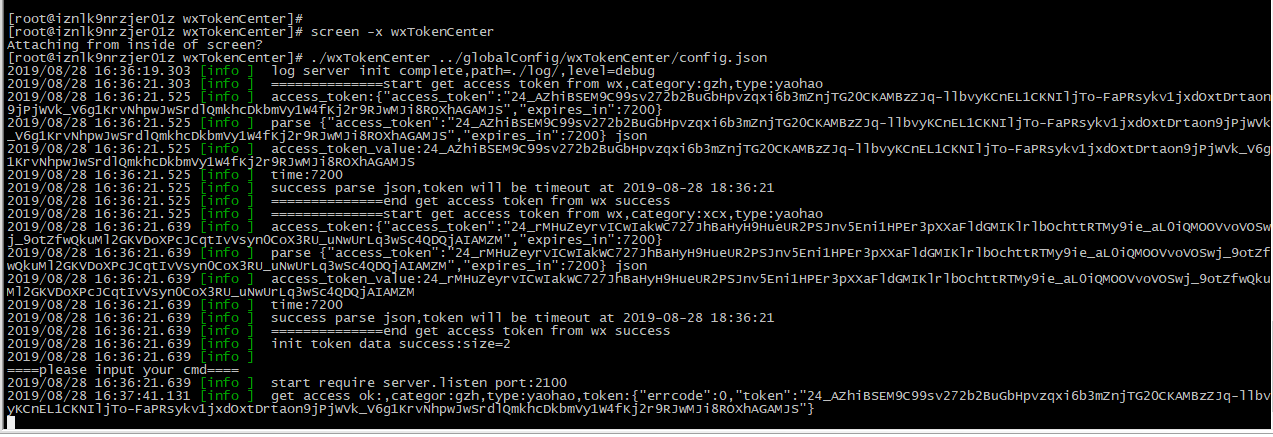 [root@iznlk9nrzjer01z wxTokenCenter]#
[root@iznlk9nrzjer01z wxTokenCenter]# screen -x wxTokenCenter
Attaching from inside of screen?
[root@iznlk9nrzjer01z wxTokenCenter]# ./wxTokenCenter ../globalConfig/wxTokenCenter/config.json
2019/08/28 16:36:19.303 [info ]  log server init complete,path=./log/,level=debug
2019/08/28 16:36:21.303 [info ]  ==============start get access token from wx,category:gzh,type:yaohao
2019/08/28 16:36:21.525 [info ]  access_token:{"access_token":"24_AZhiBSEM9C99sv272b2BuGbHpvzqxi6b3mZnjTG2OCKAMBzZJq-llbvyKCnEL1CKNIljTo-FaPRsykv1jxdOxtDrtaon
9jPjWVk_V6g1KrvNhpwJwSrdlQmkhcDkbmVy1W4fKj2r9RJwMJi8ROXhAGAMJS","expires_in":7200}
2019/08/28 16:36:21.525 [info ]  parse {"access_token":"24_AZhiBSEM9C99sv272b2BuGbHpvzqxi6b3mZnjTG2OCKAMBzZJq-llbvyKCnEL1CKNIljTo-FaPRsykv1jxdOxtDrtaon9jPjWVk
_V6g1KrvNhpwJwSrdlQmkhcDkbmVy1W4fKj2r9RJwMJi8ROXhAGAMJS","expires_in":7200} json
2019/08/28 16:36:21.525 [info ]  access_token_value:24_AZhiBSEM9C99sv272b2BuGbHpvzqxi6b3mZnjTG2OCKAMBzZJq-llbvyKCnEL1CKNIljTo-FaPRsykv1jxdOxtDrtaon9jPjWVk_V6g
1KrvNhpwJwSrdlQmkhcDkbmVy1W4fKj2r9RJwMJi8ROXhAGAMJS
2019/08/28 16:36:21.525 [info ]  time:7200
2019/08/28 16:36:21.525 [info ]  success parse json,token will be timeout at 2019-08-28 18:36:21
2019/08/28 16:36:21.525 [info ]  ==============end get access token from wx success
2019/08/28 16:36:21.525 [info ]  ==============start get access token from wx,category:xcx,type:yaohao
2019/08/28 16:36:21.639 [info ]  access_token:{"access_token":"24_rMHuZeyrvICwIakWC727JhBaHyH9HueUR2PSJnv5Eni1HPEr3pXXaFldGMIKlrlbOchttRTMy9ie_aL0iQMOOVvoVOSw
j_9otZfwQkuMl2GKVDoXPcJCqtIvVsynOCoX3RU_uNwUrLq3wSc4QDQjAIAMZM","expires_in":7200}
2019/08/28 16:36:21.639 [info ]  parse {"access_token":"24_rMHuZeyrvICwIakWC727JhBaHyH9HueUR2PSJnv5Eni1HPEr3pXXaFldGMIKlrlbOchttRTMy9ie_aL0iQMOOVvoVOSwj_9otZf
wQkuMl2GKVDoXPcJCqtIvVsynOCoX3RU_uNwUrLq3wSc4QDQjAIAMZM","expires_in":7200} json
2019/08/28 16:36:21.639 [info ]  access_token_value:24_rMHuZeyrvICwIakWC727JhBaHyH9HueUR2PSJnv5Eni1HPEr3pXXaFldGMIKlrlbOchttRTMy9ie_aL0iQMOOVvoVOSwj_9otZfwQku
Ml2GKVDoXPcJCqtIvVsynOCoX3RU_uNwUrLq3wSc4QDQjAIAMZM
2019/08/28 16:36:21.639 [info ]  time:7200
2019/08/28 16:36:21.639 [info ]  success parse json,token will be timeout at 2019-08-28 18:36:21
2019/08/28 16:36:21.639 [info ]  ==============end get access token from wx success
2019/08/28 16:36:21.639 [info ]  init token data success:size=2
2019/08/28 16:36:21.639 [info ]
====please input your cmd====
2019/08/28 16:36:21.639 [info ]  start require server.listen port:2100
2019/08/28 16:37:41.131 [info ]  get access ok:,categor:gzh,type:yaohao,token:{"errcode":0,"token":"24_AZhiBSEM9C99sv272b2BuGbHpvzqxi6b3mZnjTG2OCKAMBzZJq-llbv
yKCnEL1CKNIljTo-FaPRsykv1jxdOxtDrtaon9jPjWVk_V6g1KrvNhpwJwSrdlQmkhcDkbmVy1W4fKj2r9RJwMJi8ROXhAGAMJS"}